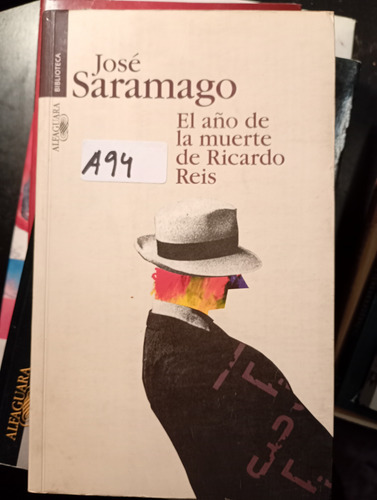 BIBLIOTECA
ALFAGUARA
José
Saramago
El año de
la muerte
de Ricardo
Reis
A94
ALFAGUARA